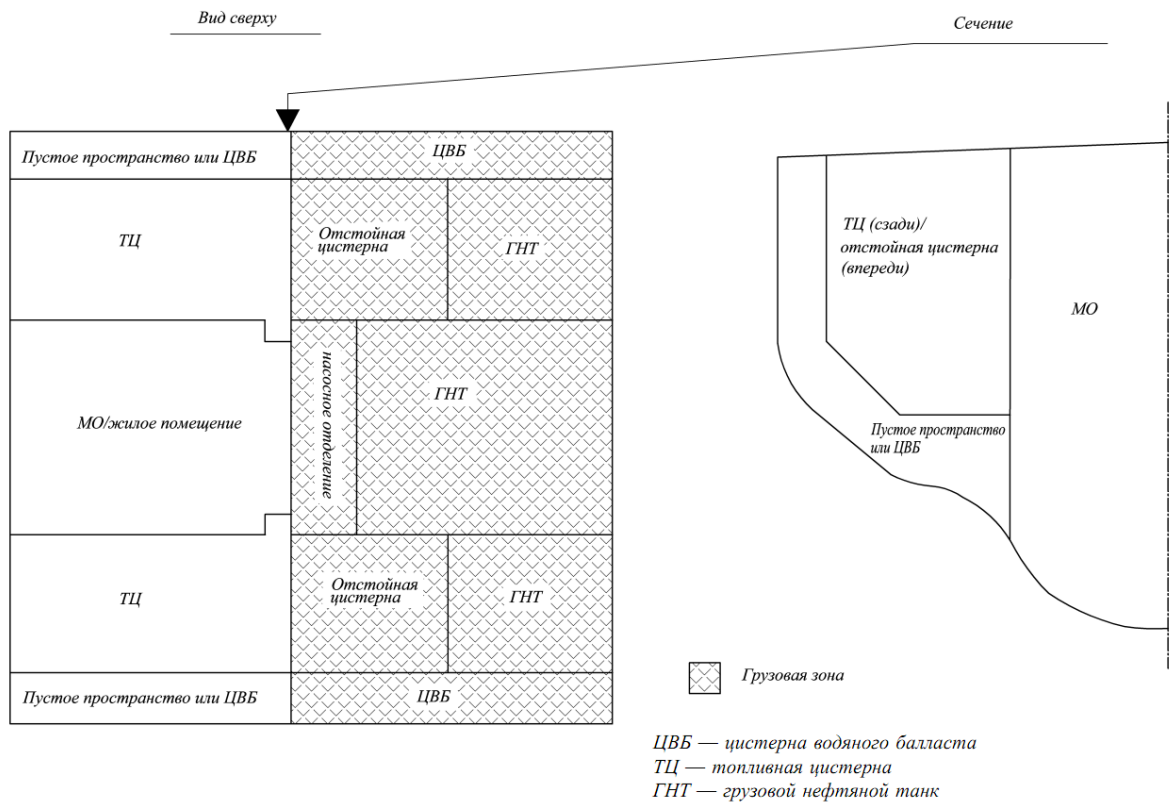 Вид сверху
Сечение
Пустое пространство или ЦВБ
ЦВБ
ТЦ
Отстойная
цистерна
ГНТ
МО/жилое помещение
насосное отделение
ГНТ
ТЦ
Отстойная
цистерна
ГНТ
Пустое пространство или ЦВБ
ЦВБ
ТЦ (сзади)/
отстойная цистерна
(впереди)
МО
Пустое пространство
или ЦВБ
Грузовая зона
ЦВБ — цистерна водяного балласта
ТЦ — топливная цистерна
ГНТ — грузовой нефтяной танк